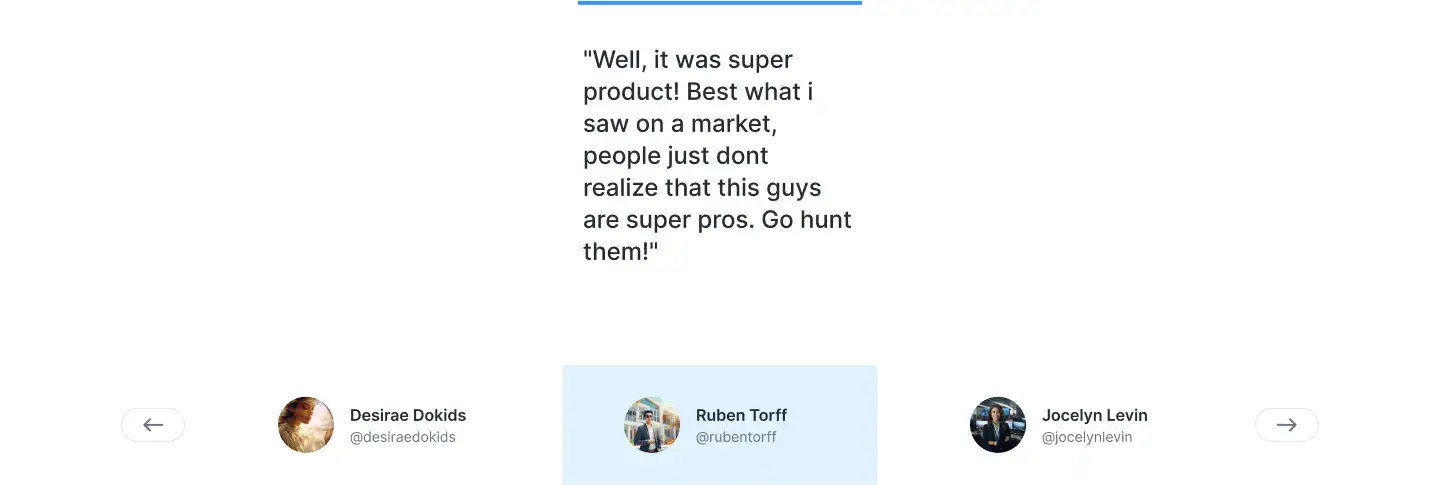 "Well, it was super
product! Best what i
saw on a market,
people just dont
realize that this guys
are super pros. Go hunt
them!"
Desirae Dokids
@desiraedokids
Ruben Torff
@rubentorff
Jocelyn Levin
@jocelynlevin